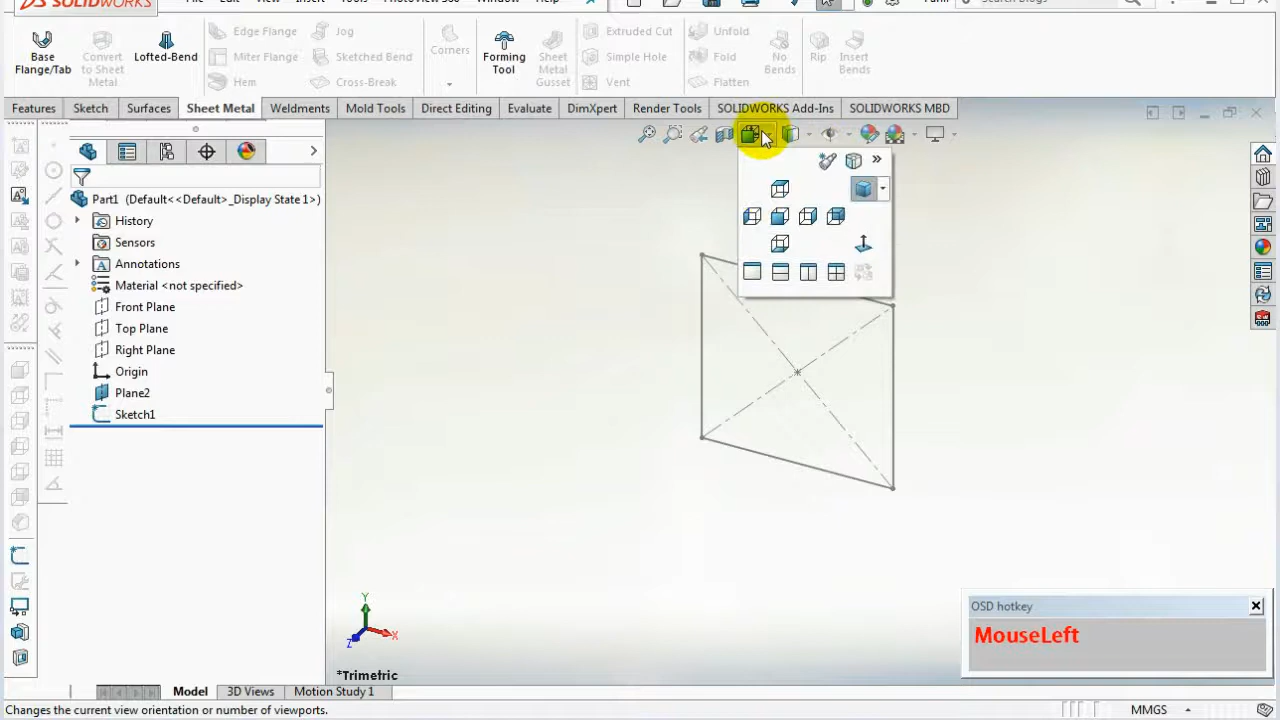 SOLIDWORKS
Base Flange/Tab
Convert to Sheet Metal
Lofted-Bend
Edge Flange
Miter Flange
Hem
Jog
Sketched Bend
Cross-Break
Corners
Forming Tool
Sheet Metal Gusset
Extruded Cut
Simple Hole
Vent
Unfold
Fold
Flatten
No Bends
Rip
Insert Bends
Features Sketch Surfaces Sheet Metal Weldments Mold Tools Direct Editing Evaluate DimXpert Render Tools SOLIDWORKS Add-Ins SOLIDWORKS MBD
Part1 (Default<<Default>_Display State 1>)
History
Sensors
Annotations
Material <not specified>
Front Plane
Top Plane
Right Plane
Origin
Plane2
Sketch1
Y
X
Z
*Trimetric
OSD hotkey
MouseLeft
Model 3D Views Motion Study 1
Changes the current view orientation or number of viewports.
MMGS